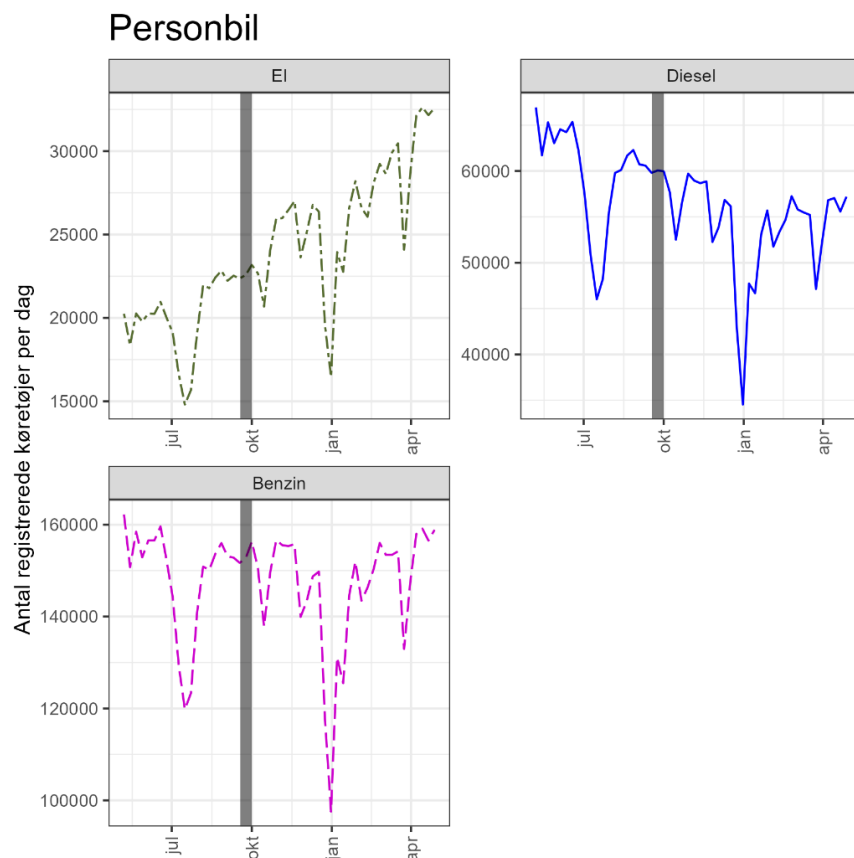 Personbil
El
Diesel
30000
25000
20000
15000
60000
50000
40000
jul
okt
jan
apr
jul
okt
jan
apr
Antal registrerede køretøjer per dag
Benzin
160000
140000
120000
100000
jul
okt
jan
apr